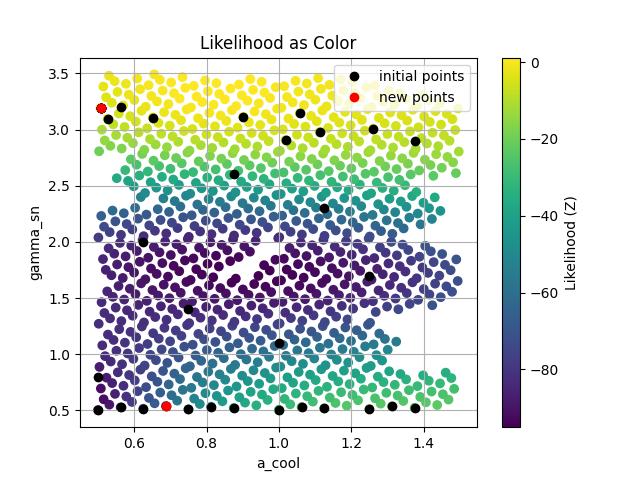 Likelihood as Color
initial points
new points
gamma_sn
3.5
3.0
2.5
2.0
1.5
1.0
0.5
0.6
0.8
1.0
1.2
1.4
a_cool
0
−20
−40
−60
−80
Likelihood (Z)